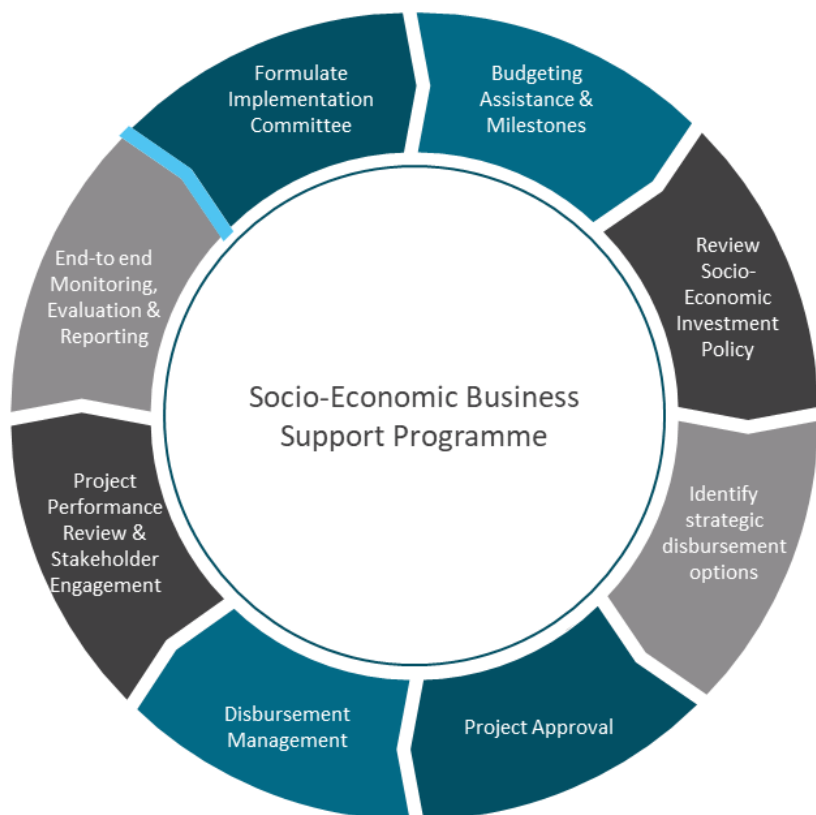 Formulate
Implementation
Committee
Budgeting
Assistance &
Milestones
Review
Socio-
Economic
Investment
Policy
Identify
strategic
disbursement
options
Project Approval
Disbursement
Management
Project
Performance
Review &
Stakeholder
Engagement
End-to end
Monitoring,
Evaluation &
Reporting
Socio-Economic Business
Support Programme